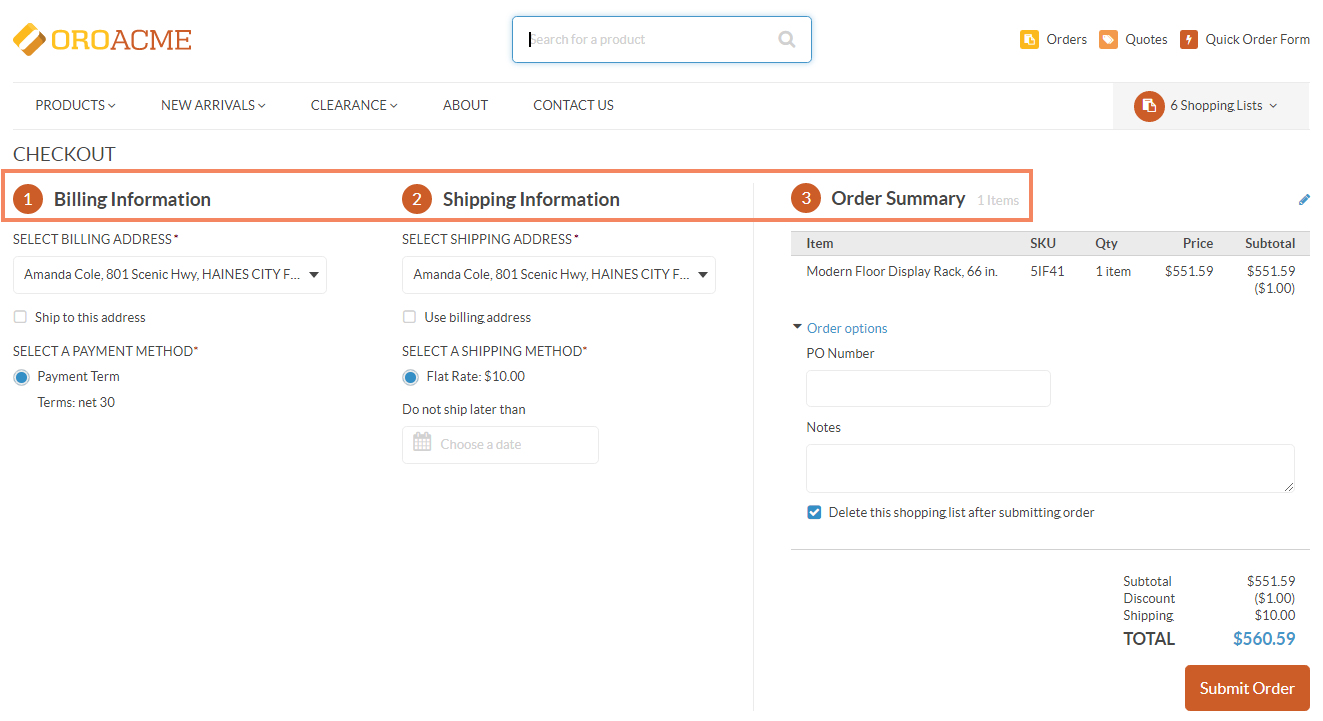 OROACME
Search for a product
Orders Quotes Quick Order Form
PRODUCTS NEW ARRIVALS CLEARANCE ABOUT CONTACT US 6 Shopping Lists
CHECKOUT
1 Billing Information
SELECT BILLING ADDRESS*
Amanda Cole, 801 Scenic Hwy, HAINES CITY F...
Ship to this address
SELECT A PAYMENT METHOD*
Payment Term
Terms: net 30
2 Shipping Information
SELECT SHIPPING ADDRESS*
Amanda Cole, 801 Scenic Hwy, HAINES CITY F...
Use billing address
SELECT A SHIPPING METHOD*
Flat Rate: $10.00
Do not ship later than
Choose a date
3 Order Summary 1 Items
Item SKU Qty Price Subtotal
Modern Floor Display Rack, 66 in. 5IF41 1 item $551.59 $551.59
($1.00)
Order options
PO Number
Notes
Delete this shopping list after submitting order
Subtotal $551.59
Discount ($1.00)
Shipping $10.00
TOTAL $560.59
Submit Order